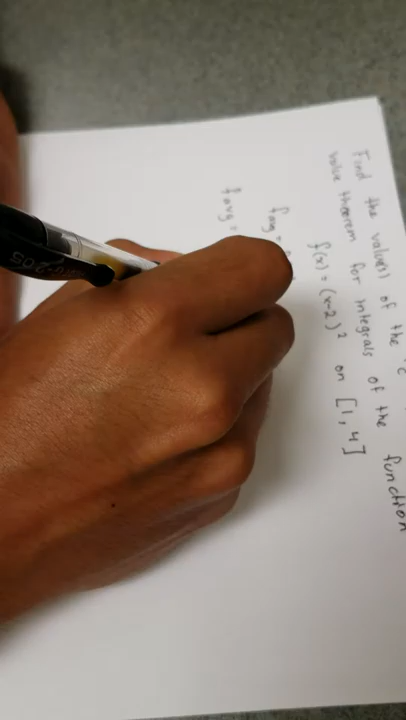 Find the value(s) of the c
value theorem for integrals of the function
f(x) = (x-2)² on [1,4]
favg =
favg =